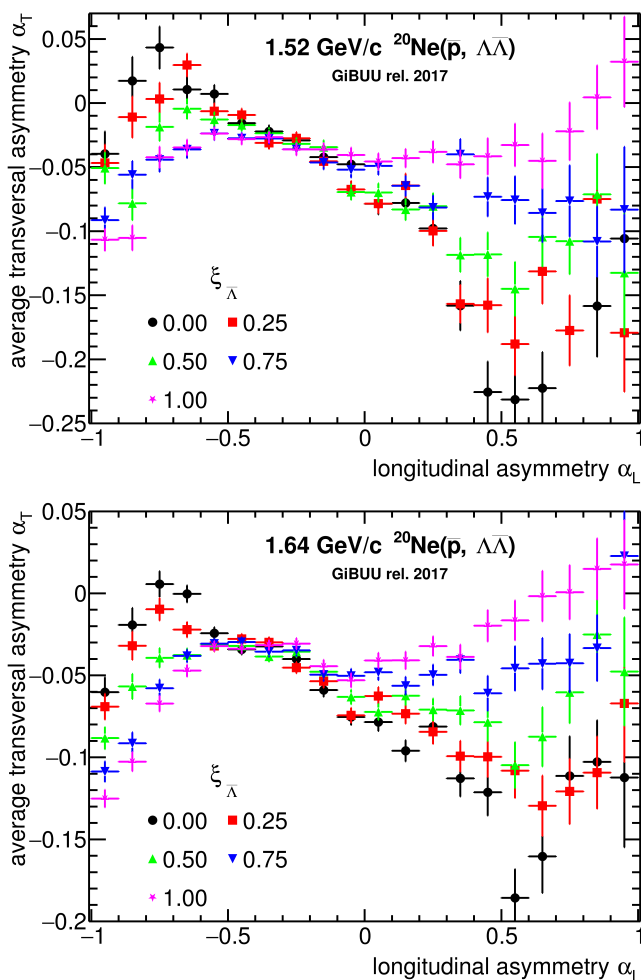 average transversal asymmetry α_T
0.05
0
−0.05
−0.1
−0.15
−0.2
−0.25
1.52 GeV/c ²⁰Ne(p̅, ΛΛ̅)
GiBUU rel. 2017
ξ_Λ̅
0.00 0.25
0.50 0.75
1.00
−1 −0.5 0 0.5 1
longitudinal asymmetry α_L
average transversal asymmetry α_T
0.05
0
−0.05
−0.1
−0.15
−0.2
1.64 GeV/c ²⁰Ne(p̅, ΛΛ̅)
GiBUU rel. 2017
ξ_Λ̅
0.00 0.25
0.50 0.75
1.00
−1 −0.5 0 0.5 1
longitudinal asymmetry α_L